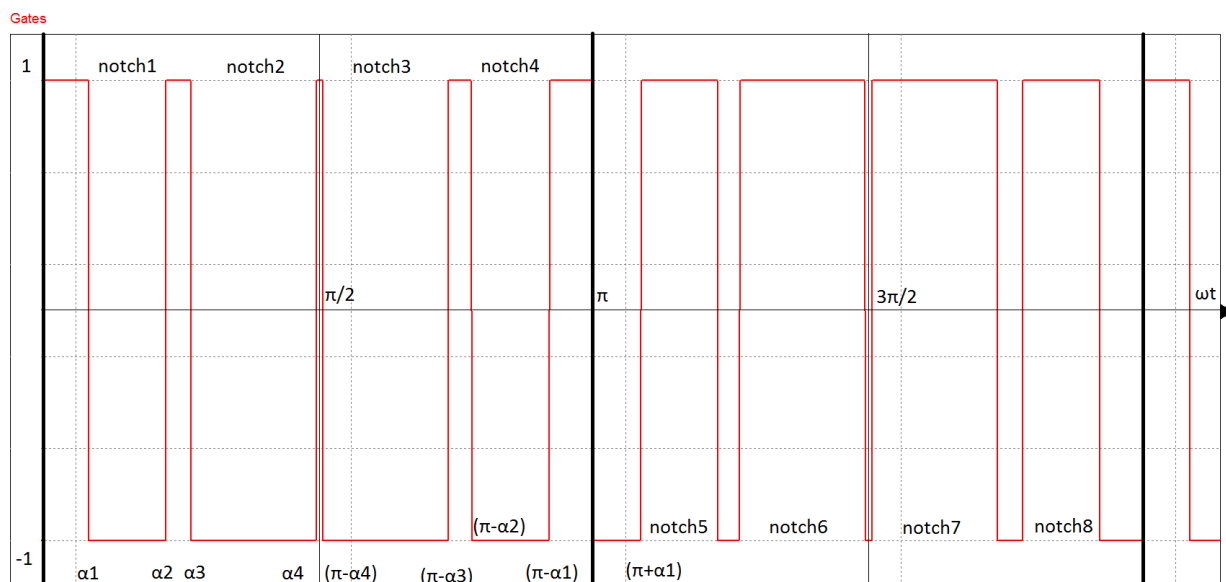 Gates
1 notch1 notch2 notch3 notch4
π/2 π 3π/2 ωt
(π-α2) notch5 notch6 notch7 notch8
-1
α1 α2 α3 α4 (π-α4) (π-α3) (π-α1) (π+α1)